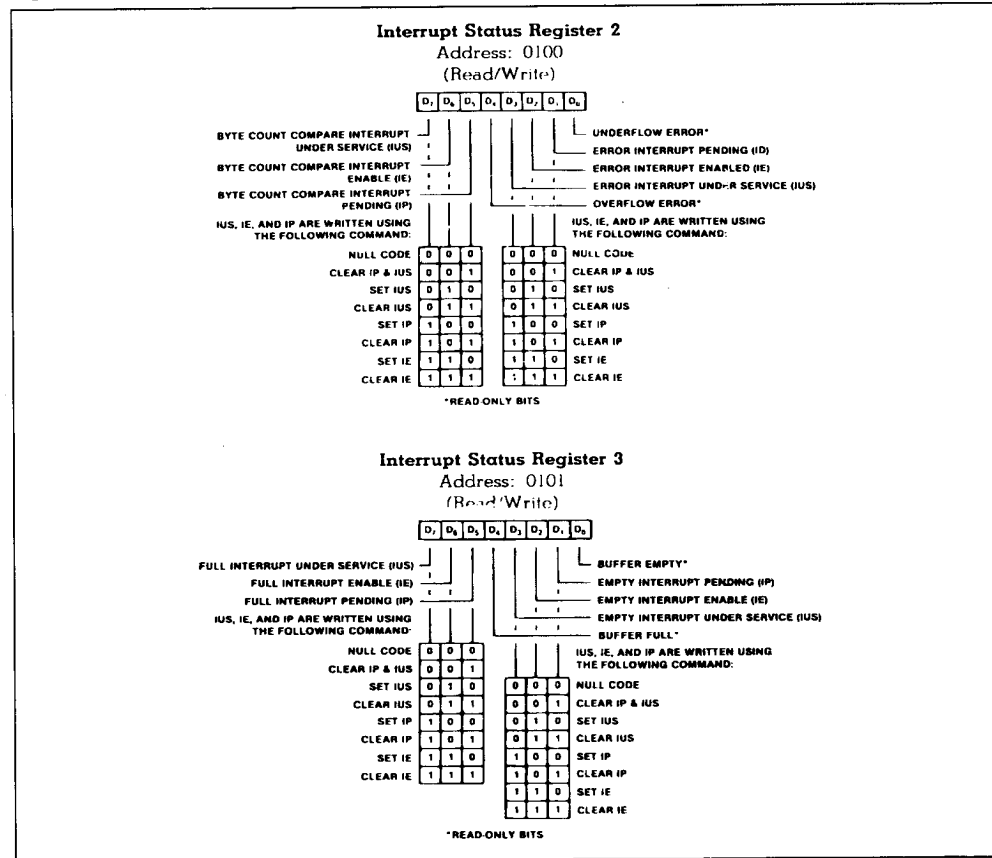 Interrupt Status Register 2
Address: 0100
(Read/Write)
D7 D6 D5 D4 D3 D2 D1 D0
BYTE COUNT COMPARE INTERRUPT
UNDER SERVICE (IUS)
BYTE COUNT COMPARE INTERRUPT
ENABLE (IE)
BYTE COUNT COMPARE INTERRUPT
PENDING (IP)
IUS, IE, AND IP ARE WRITTEN USING
THE FOLLOWING COMMAND:
NULL CODE 0 0 0
CLEAR IP & IUS 0 0 1
SET IUS 0 1 0
CLEAR IUS 0 1 1
SET IP 1 0 0
CLEAR IP 1 0 1
SET IE 1 1 0
CLEAR IE 1 1 1
UNDERFLOW ERROR*
ERROR INTERRUPT PENDING (ID)
ERROR INTERRUPT ENABLED (IE)
ERROR INTERRUPT UNDER SERVICE (IUS)
OVERFLOW ERROR*
IUS, IE, AND IP ARE WRITTEN USING
THE FOLLOWING COMMAND:
0 0 0 NULL CODE
0 0 1 CLEAR IP & IUS
0 1 0 SET IUS
0 1 1 CLEAR IUS
1 0 0 SET IP
1 0 1 CLEAR IP
1 1 0 SET IE
1 1 1 CLEAR IE
*READ-ONLY BITS
Interrupt Status Register 3
Address: 0101
(Read/Write)
D7 D6 D5 D4 D3 D2 D1 D0
FULL INTERRUPT UNDER SERVICE (IUS)
FULL INTERRUPT ENABLE (IE)
FULL INTERRUPT PENDING (IP)
IUS, IE, AND IP ARE WRITTEN USING
THE FOLLOWING COMMAND:
NULL CODE 0 0 0
CLEAR IP & IUS 0 0 1
SET IUS 0 1 0
CLEAR IUS 0 1 1
SET IP 1 0 0
CLEAR IP 1 0 1
SET IE 1 1 0
CLEAR IE 1 1 1
BUFFER EMPTY*
EMPTY INTERRUPT PENDING (IP)
EMPTY INTERRUPT ENABLE (IE)
EMPTY INTERRUPT UNDER SERVICE (IUS)
BUFFER FULL*
IUS, IE, AND IP ARE WRITTEN USING
THE FOLLOWING COMMAND:
0 0 0 NULL CODE
0 0 1 CLEAR IP & IUS
0 1 0 SET IUS
0 1 1 CLEAR IUS
1 0 0 SET IP
1 0 1 CLEAR IP
1 1 0 SET IE
1 1 1 CLEAR IE
*READ-ONLY BITS